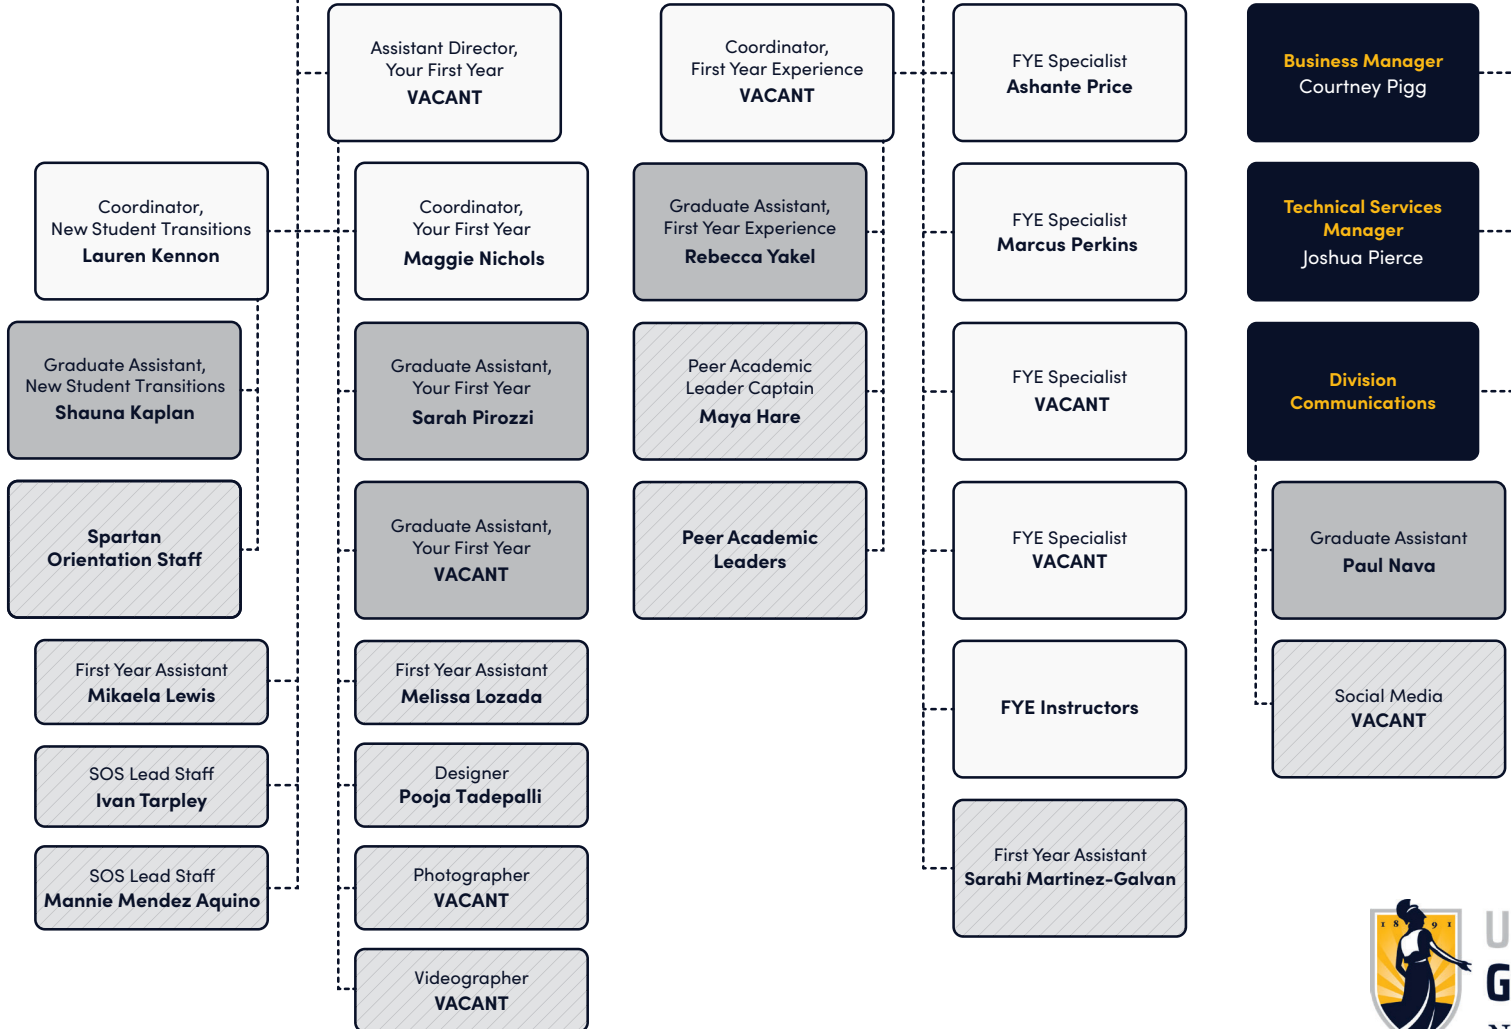 Assistant Director,
Your First Year
VACANT
Coordinator,
First Year Experience
VACANT
FYE Specialist
Ashante Price
Business Manager
Courtney Pigg
Coordinator,
New Student Transitions
Lauren Kennon
Coordinator,
Your First Year
Maggie Nichols
Graduate Assistant,
First Year Experience
Rebecca Yakel
FYE Specialist
Marcus Perkins
Technical Services
Manager
Joshua Pierce
Graduate Assistant,
New Student Transitions
Shauna Kaplan
Graduate Assistant,
Your First Year
Sarah Pirozzi
Peer Academic
Leader Captain
Maya Hare
FYE Specialist
VACANT
Division
Communications
Spartan
Orientation Staff
Graduate Assistant,
Your First Year
VACANT
Peer Academic
Leaders
FYE Specialist
VACANT
Graduate Assistant
Paul Nava
First Year Assistant
Mikaela Lewis
First Year Assistant
Melissa Lozada
FYE Instructors
Social Media
VACANT
SOS Lead Staff
Ivan Tarpley
Designer
Pooja Tadepalli
SOS Lead Staff
Mannie Mendez Aquino
Photographer
VACANT
First Year Assistant
Sarahi Martinez-Galvan
Videographer
VACANT
1891
U
G